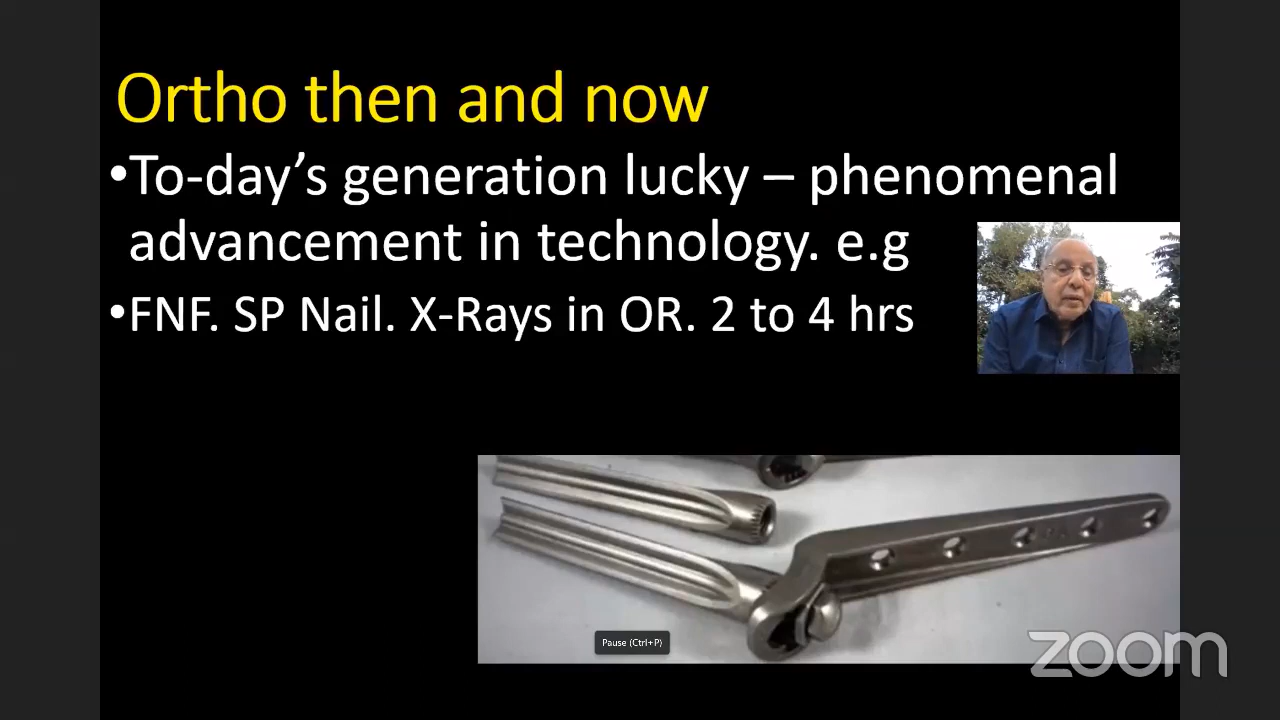 Ortho then and now
•To-day’s generation lucky – phenomenal
advancement in technology. e.g
•FNF. SP Nail. X-Rays in OR. 2 to 4 hrs
Pause (Ctrl+P)
zoom